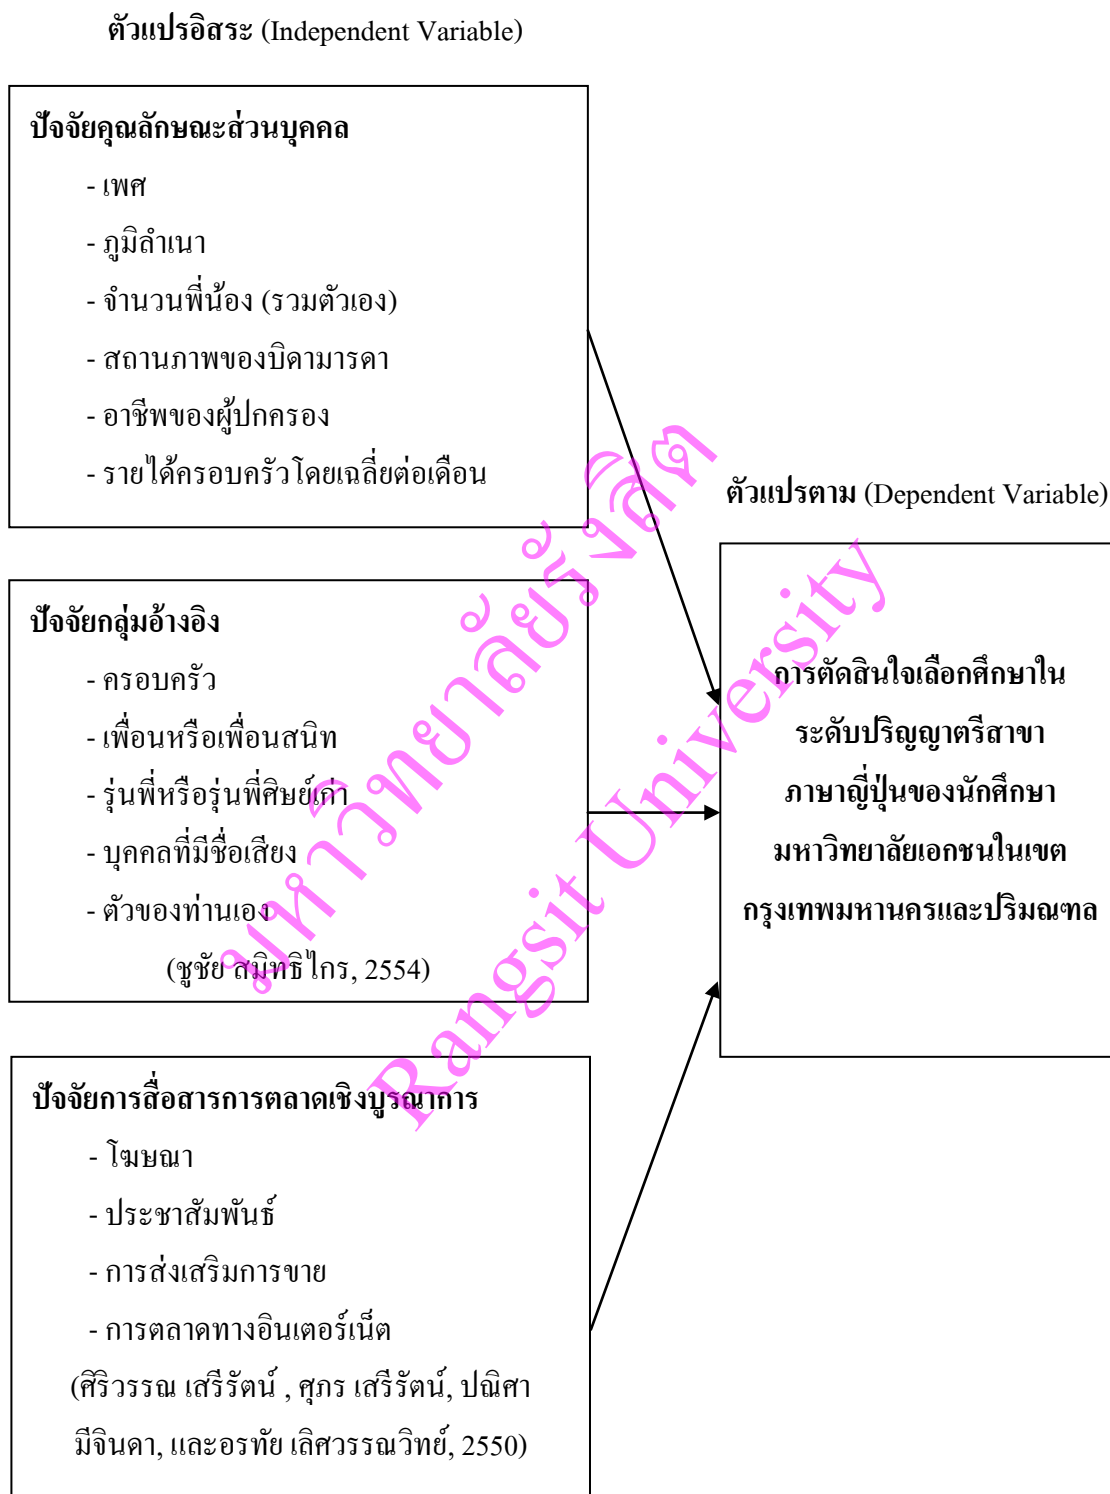 ตัวแปรอิสระ (Independent Variable)
ปัจจัยคุณลักษณะส่วนบุคคล
- เพศ
- ภูมิลำเนา
- จำนวนพี่น้อง (รวมตัวเอง)
- สถานภาพของบิดามารดา
- อาชีพของผู้ปกครอง
- รายได้ครอบครัวโดยเฉลี่ยต่อเดือน
ปัจจัยกลุ่มอ้างอิง
- ครอบครัว
- เพื่อนหรือเพื่อนสนิท
- รุ่นพี่หรือรุ่นพี่ศิษย์เก่า
- บุคคลที่มีชื่อเสียง
- ตัวของท่านเอง
(ชูชัย สมิทธิไกร, 2554)
ปัจจัยการสื่อสารการตลาดเชิงบูรณาการ
- โฆษณา
- ประชาสัมพันธ์
- การส่งเสริมการขาย
- การตลาดทางอินเตอร์เน็ต
(ศิริวรรณ เสรีรัตน์ , ศุภร เสรีรัตน์, ปณิศา
มีจินดา, และอรทัย เลิศวรรณวิทย์, 2550)
ตัวแปรตาม (Dependent Variable)
การตัดสินใจเลือกศึกษาใน
ระดับปริญญาตรีสาขา
ภาษาญี่ปุ่นของนักศึกษา
มหาวิทยาลัยเอกชนในเขต
กรุงเทพมหานครและปริมณฑล
มหาวิทยาลัยรังสิต
Rangsit University